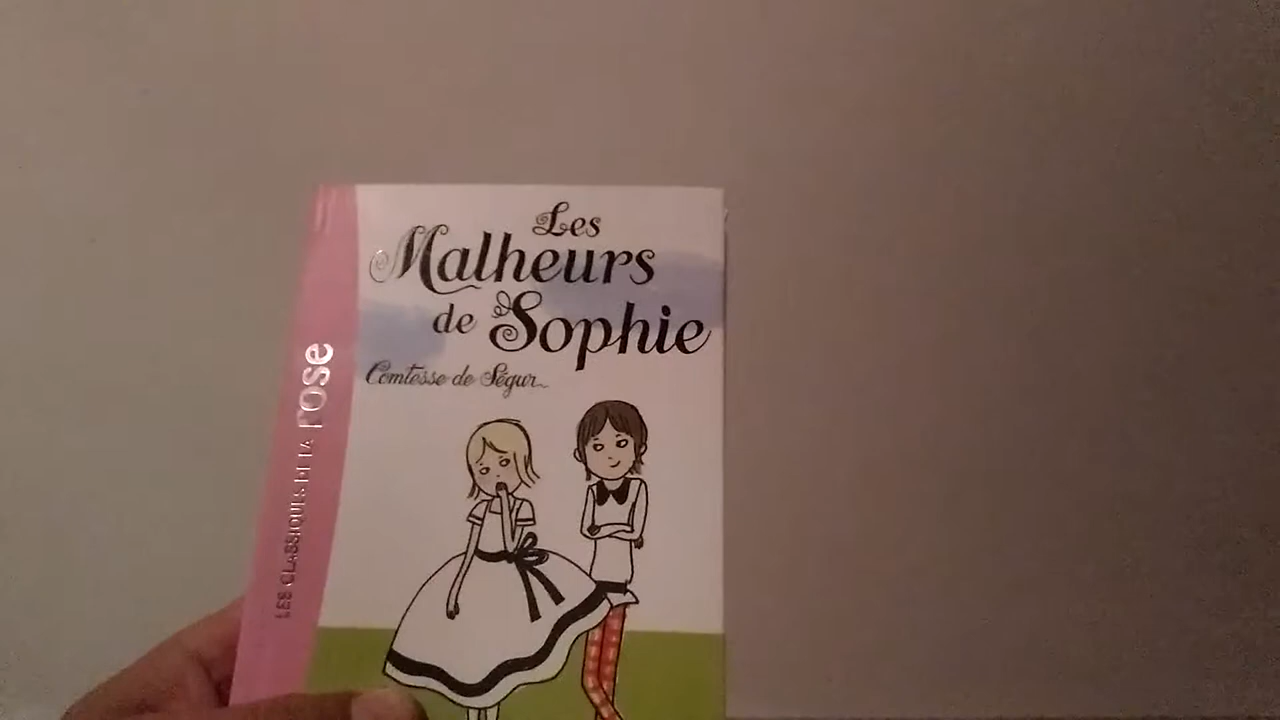 Les
Malheurs
de Sophie
Comtesse de Ségur
LES CLASSIQUES DE LA rose